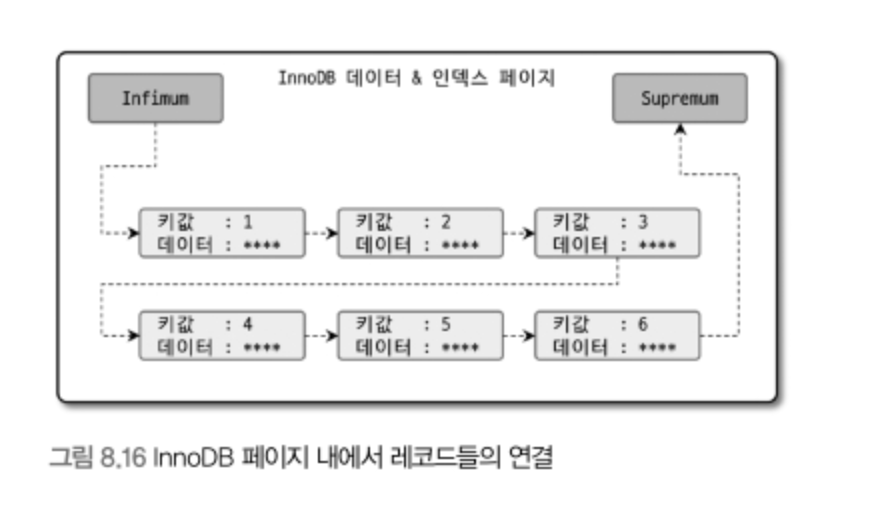 InnoDB 데이터 & 인덱스 페이지
Infimum
Supremum
키값 : 1
데이터 : ****
키값 : 2
데이터 : ****
키값 : 3
데이터 : ****
키값 : 4
데이터 : ****
키값 : 5
데이터 : ****
키값 : 6
데이터 : ****
그림 8.16 InnoDB 페이지 내에서 레코드들의 연결